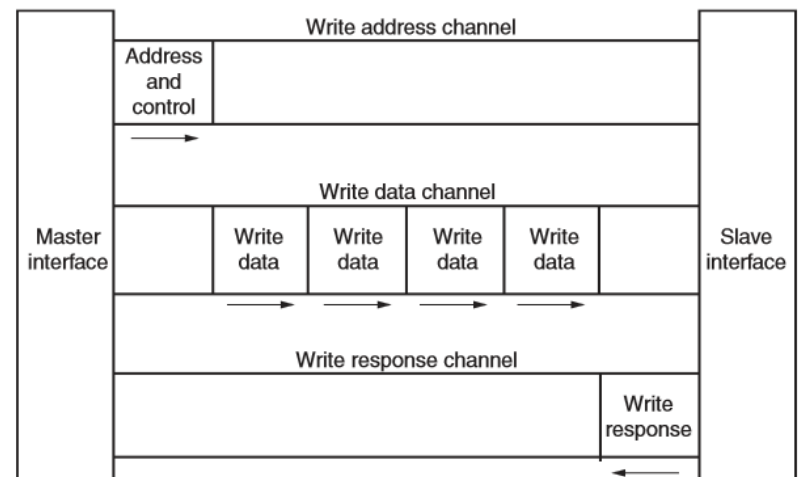 Write address channel
Address
and
control
Write data channel
Master
interface
Write
data
Write
data
Write
data
Write
data
Slave
interface
Write response channel
Write
response